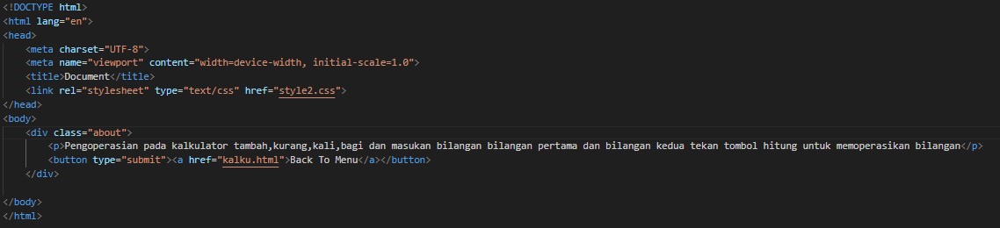 <!DOCTYPE html>
<html lang="en">
<head>
    <meta charset="UTF-8">
    <meta name="viewport" content="width=device-width, initial-scale=1.0">
    <title>Document</title>
    <link rel="stylesheet" type="text/css" href="style2.css">
</head>
<body>
    <div class="about">
        <p>Pengoperasian pada kalkulator tambah,kurang,kali,bagi dan masukan bilangan bilangan pertama dan bilangan kedua tekan tombol hitung untuk memoperasikan bilangan</p>
        <button type="submit"><a href="kalku.html">Back To Menu</a></button>
    </div>

</body>
</html>